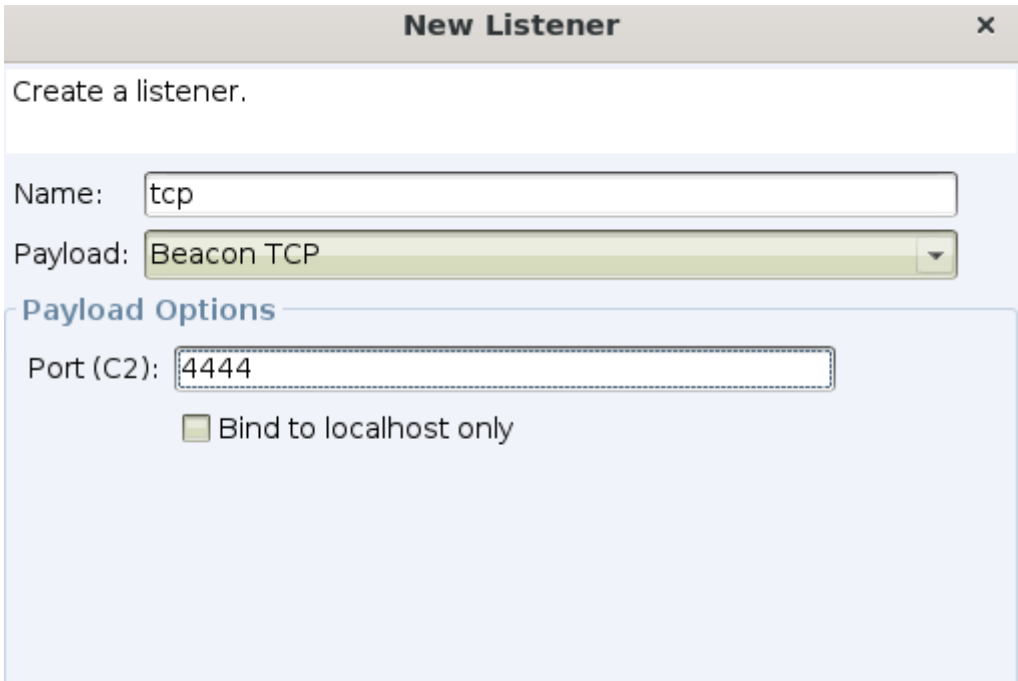 New Listener ×
Create a listener.
Name: tcp
Payload: Beacon TCP
Payload Options
Port (C2): 4444
Bind to localhost only